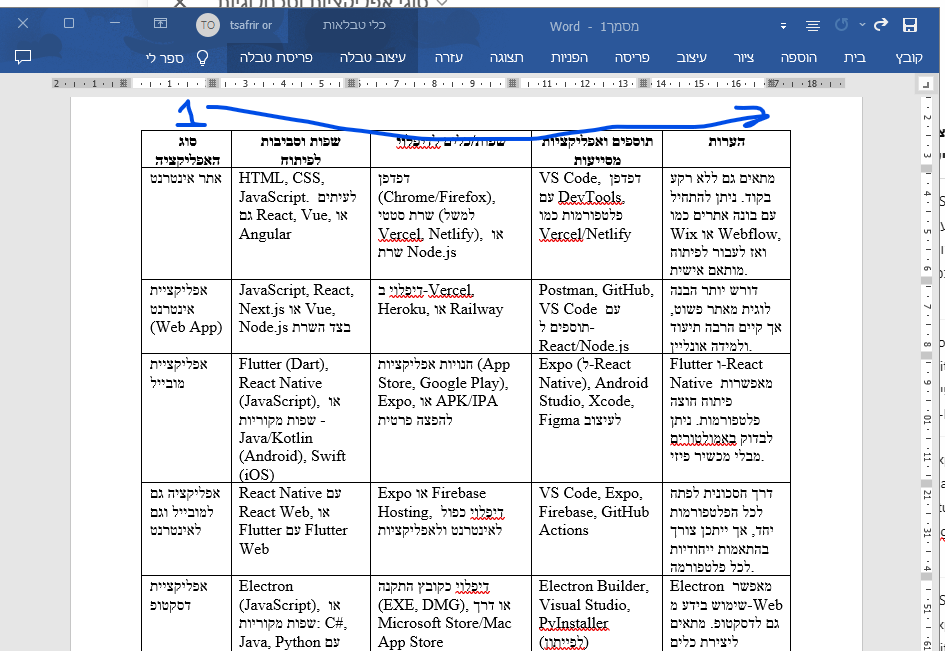 סוגי אפליקציות וטכנולוגיות
מסמך1 - Word
כלי טבלאות
tsafrir or
TO
קובץ
בית
הוספה
ציור
עיצוב
פריסה
הפניות
תצוגה
עזרה
עיצוב טבלה
פריסת טבלה
ספר לי
1
סוג
האפליקציה
שפות וסביבות
לפיתוח
שפות/כלים לדיפלוי
תוספים ואפליקציות
מסייעות
הערות
אתר אינטרנט
HTML, CSS,
JavaScript. לעיתים
גם React, Vue, או
Angular
דפדפן
(Chrome/Firefox),
שרת סטטי (למשל
Vercel, Netlify), או
שרת Node.js
VS Code, דפדפן
עם DevTools,
פלטפורמות כמו
Vercel/Netlify
מתאים גם ללא רקע
בקוד. ניתן להתחיל
עם בונה אתרים כמו
Wix או Webflow,
ואז לעבור לפיתוח
מותאם אישית.
אפליקציית
אינטרנט
(Web App)
JavaScript, React,
Next.js או Vue,
Node.js בצד השרת
דיפלוי ב-Vercel,
Heroku, או Railway
Postman, GitHub,
VS Code עם
תוספים ל-
React/Node.js
דורש יותר הבנה
לוגית מאתר פשוט,
אך קיים הרבה תיעוד
ולמידה אונליין.
אפליקציית
מובייל
Flutter (Dart),
React Native
(JavaScript), או
שפות מקוריות -
Java/Kotlin
(Android), Swift
(iOS)
חנויות אפליקציות (App
Store, Google Play),
Expo, או APK/IPA
להפצה פרטית
Expo (ל-React
Native), Android
Studio, Xcode,
Figma לעיצוב
Flutter ו-React
Native מאפשרות
פיתוח חוצה
פלטפורמות. ניתן
לבדוק באמולטורים
מבלי מכשיר פיזי.
אפליקציה גם
למובייל וגם
לאינטרנט
React Native עם
React Web, או
Flutter עם Flutter
Web
Expo או Firebase
Hosting, דיפלוי כפול
לאינטרנט ולאפליקציות
VS Code, Expo,
Firebase, GitHub
Actions
דרך חסכונית לפתח
לכל הפלטפורמות
יחד, אך ייתכן צורך
בהתאמות ייחודיות
לכל פלטפורמה.
אפליקציית
דסקטופ
Electron
(JavaScript), או
שפות מקוריות: C#,
Java, Python עם
דיפלוי כקובץ התקנה
(EXE, DMG), או דרך
Microsoft Store/Mac
App Store
Electron Builder,
Visual Studio,
PyInstaller
(לפייתון)
Electron מאפשר
שימוש בידע מ-Web
גם לדסקטופ. מתאים
ליצירת כלים